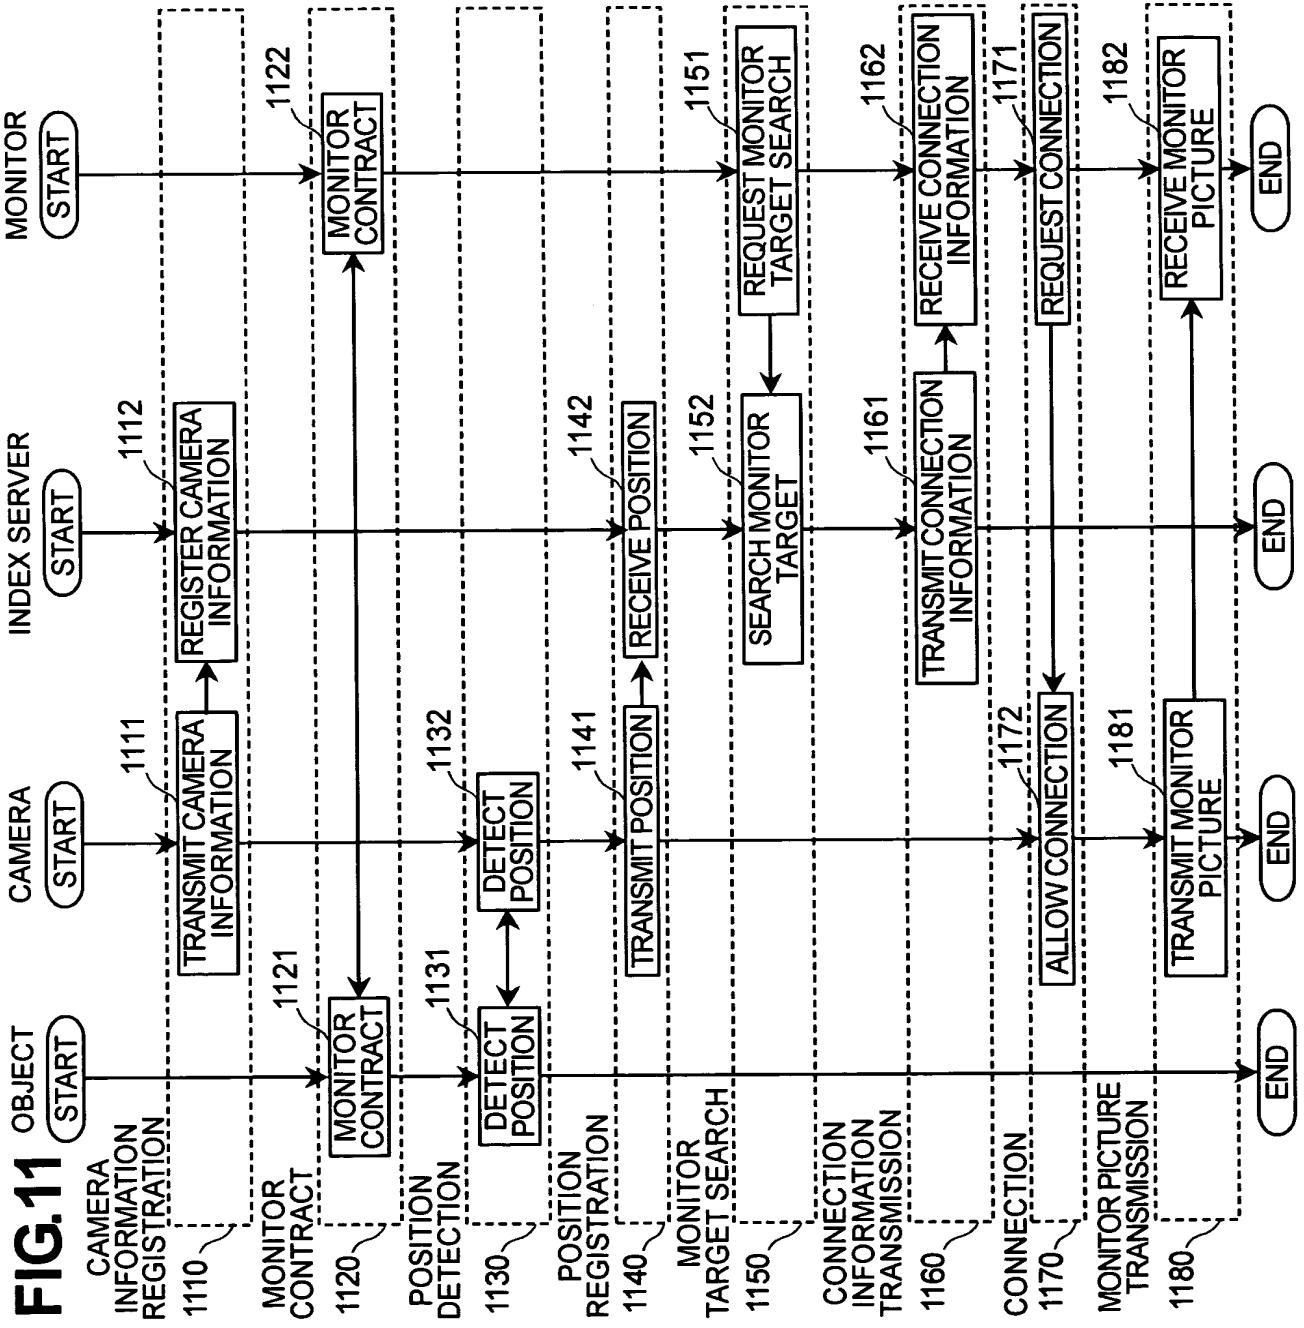 FIG.11
OBJECT
CAMERA
INDEX SERVER
MONITOR
START
START
START
START
CAMERA
INFORMATION
REGISTRATION
1110
1111
TRANSMIT CAMERA
INFORMATION
1112
REGISTER CAMERA
INFORMATION
MONITOR
CONTRACT
1120
1121
MONITOR
CONTRACT
1122
MONITOR
CONTRACT
POSITION
DETECTION
1130
1131
DETECT
POSITION
1132
DETECT
POSITION
POSITION
REGISTRATION
1140
1141
TRANSMIT POSITION
1142
RECEIVE POSITION
MONITOR
TARGET SEARCH
1150
1152
SEARCH MONITOR
TARGET
1151
REQUEST MONITOR
TARGET SEARCH
CONNECTION
INFORMATION
TRANSMISSION
1160
1161
TRANSMIT CONNECTION
INFORMATION
1162
RECEIVE CONNECTION
INFORMATION
CONNECTION
1170
1172
ALLOW CONNECTION
1171
REQUEST CONNECTION
MONITOR PICTURE
TRANSMISSION
1180
1181
TRANSMIT MONITOR
PICTURE
1182
RECEIVE MONITOR
PICTURE
END
END
END
END